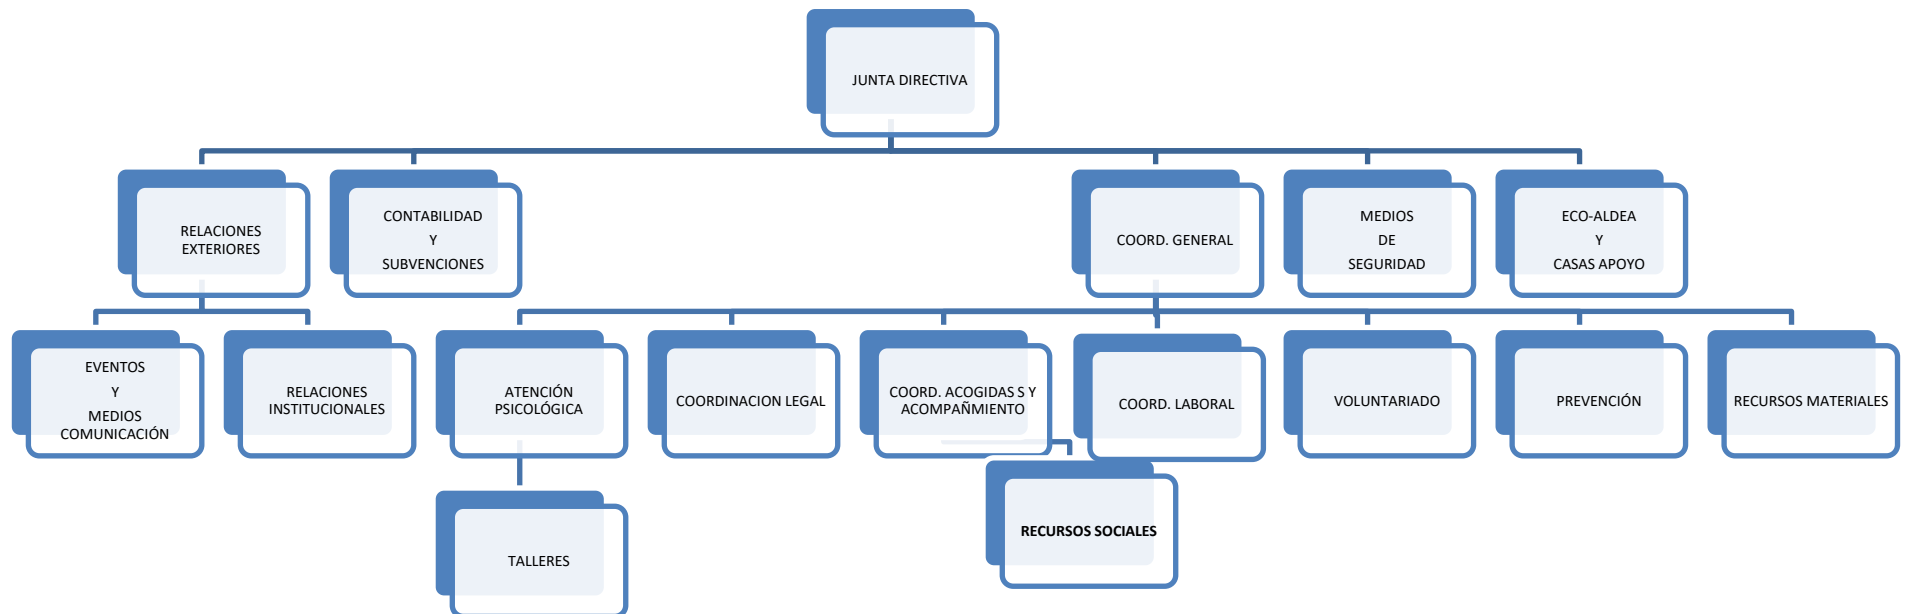 JUNTA DIRECTIVA
RELACIONES
EXTERIORES
CONTABILIDAD
Y
SUBVENCIONES
COORD. GENERAL
MEDIOS
DE
SEGURIDAD
ECO-ALDEA
Y
CASAS APOYO
EVENTOS
Y
MEDIOS
COMUNICACIÓN
RELACIONES
INSTITUCIONALES
ATENCIÓN
PSICOLÓGICA
COORDINACION LEGAL
COORD. ACOGIDAS S Y
ACOMPAÑMIENTO
COORD. LABORAL
VOLUNTARIADO
PREVENCIÓN
RECURSOS MATERIALES
TALLERES
RECURSOS SOCIALES